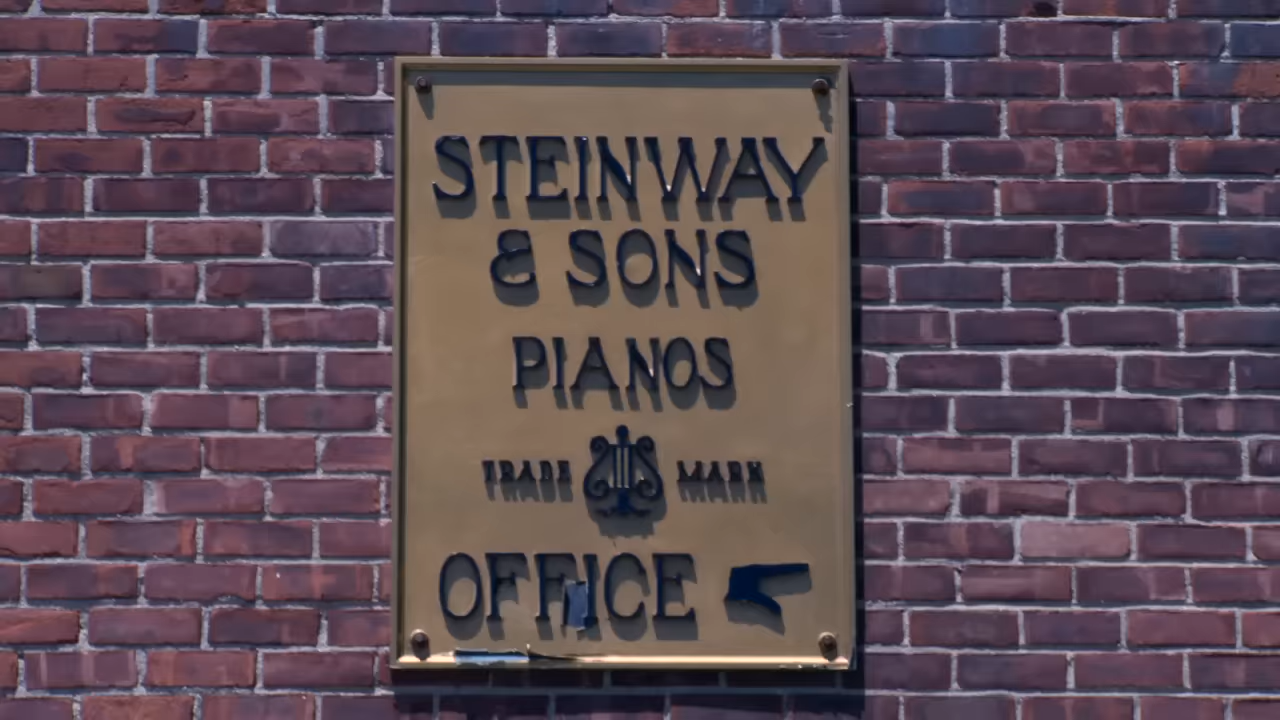 STEINWAY
& SONS
PIANOS
TRADE MARK
OFFICE